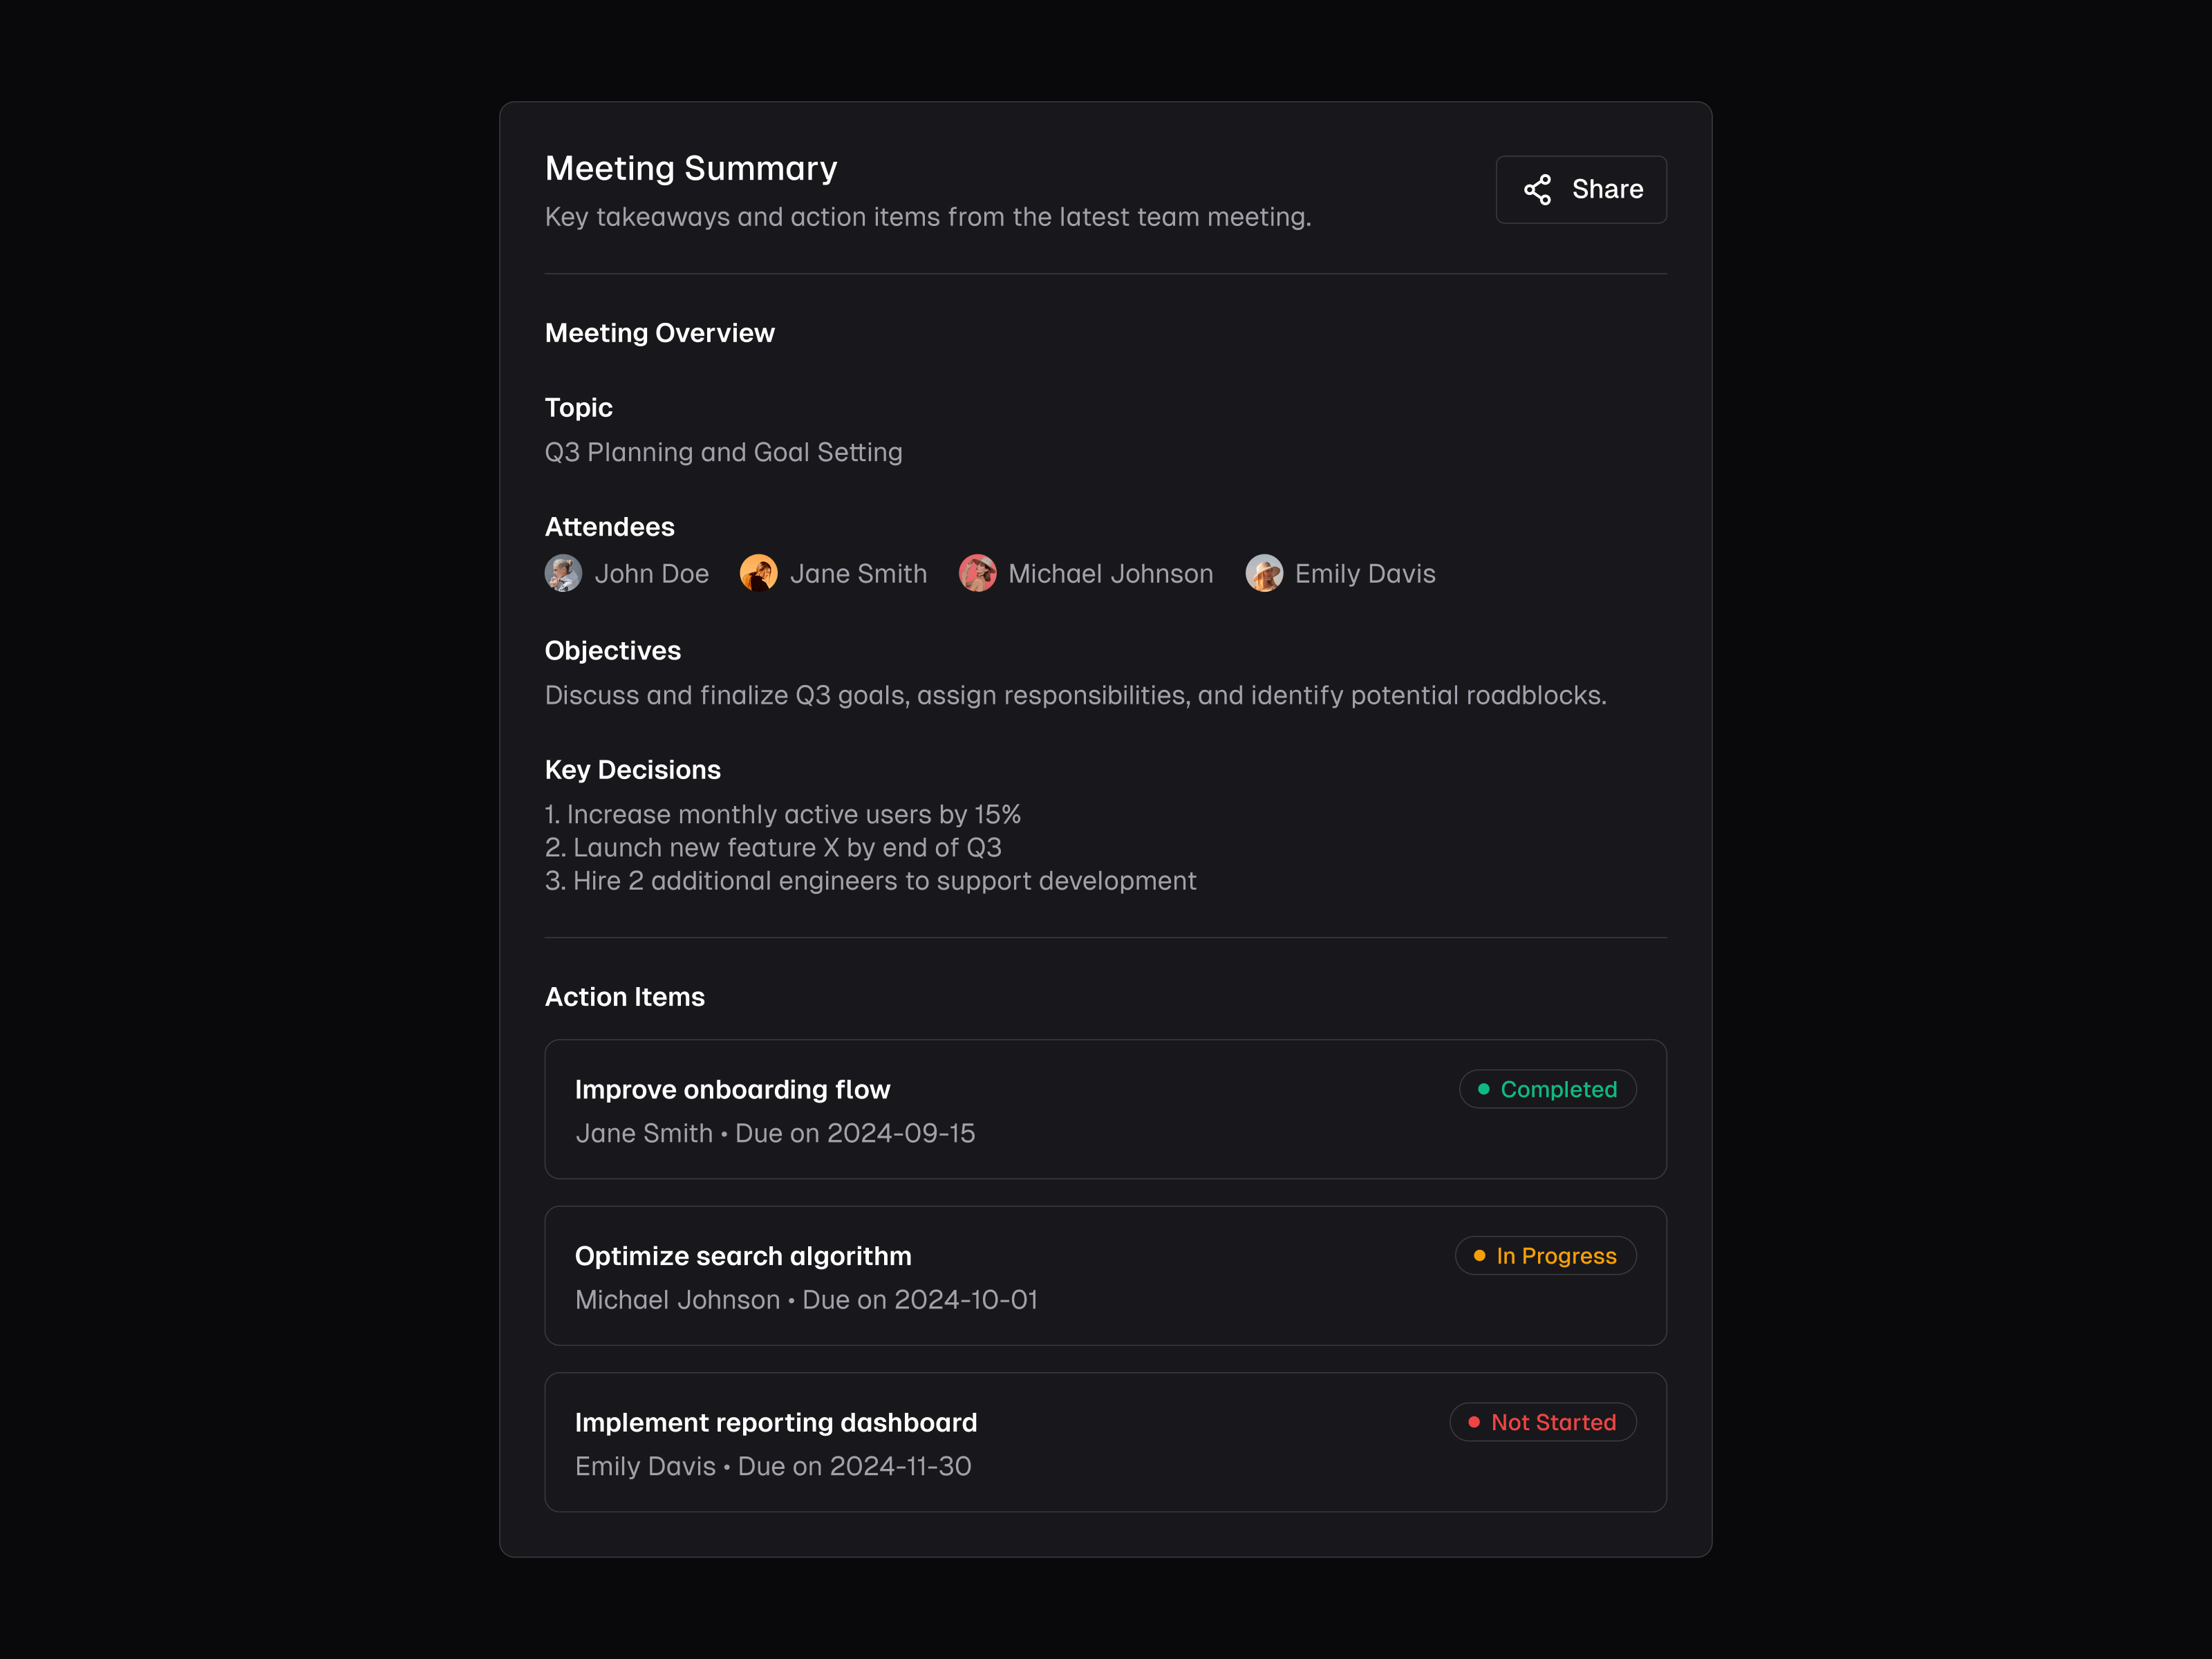 Meeting Summary
Share
Key takeaways and action items from the latest team meeting.
Meeting Overview
Topic
Q3 Planning and Goal Setting
Attendees
John Doe Jane Smith Michael Johnson Emily Davis
Objectives
Discuss and finalize Q3 goals, assign responsibilities, and identify potential roadblocks.
Key Decisions
1. Increase monthly active users by 15%
2. Launch new feature X by end of Q3
3. Hire 2 additional engineers to support development
Action Items
Improve onboarding flow
Completed
Jane Smith • Due on 2024-09-15
Optimize search algorithm
In Progress
Michael Johnson • Due on 2024-10-01
Implement reporting dashboard
Not Started
Emily Davis • Due on 2024-11-30